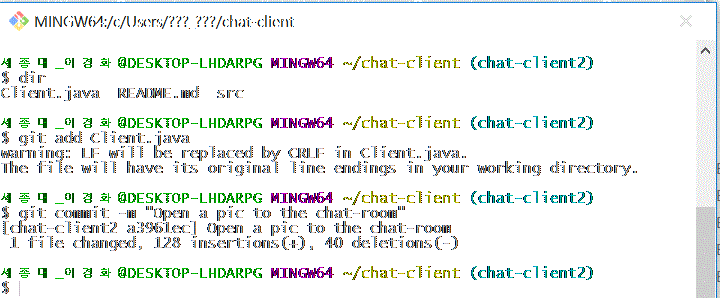 MINGW64:/c/Users/???_???/chat-client
세 종 대 _이 경 화 @DESKTOP-LHDARPG MINGW64 ~/chat-client (chat-client2)
$ dir
Client.java  README.md  src
세 종 대 _이 경 화 @DESKTOP-LHDARPG MINGW64 ~/chat-client (chat-client2)
$ git add Client.java
warning: LF will be replaced by CRLF in Client.java.
The file will have its original line endings in your working directory.
세 종 대 _이 경 화 @DESKTOP-LHDARPG MINGW64 ~/chat-client (chat-client2)
$ git commit -m "Open a pic to the chat-room"
[chat-client2 a3961ec] Open a pic to the chat-room
 1 file changed, 128 insertions(+), 40 deletions(-)
세 종 대 _이 경 화 @DESKTOP-LHDARPG MINGW64 ~/chat-client (chat-client2)
$